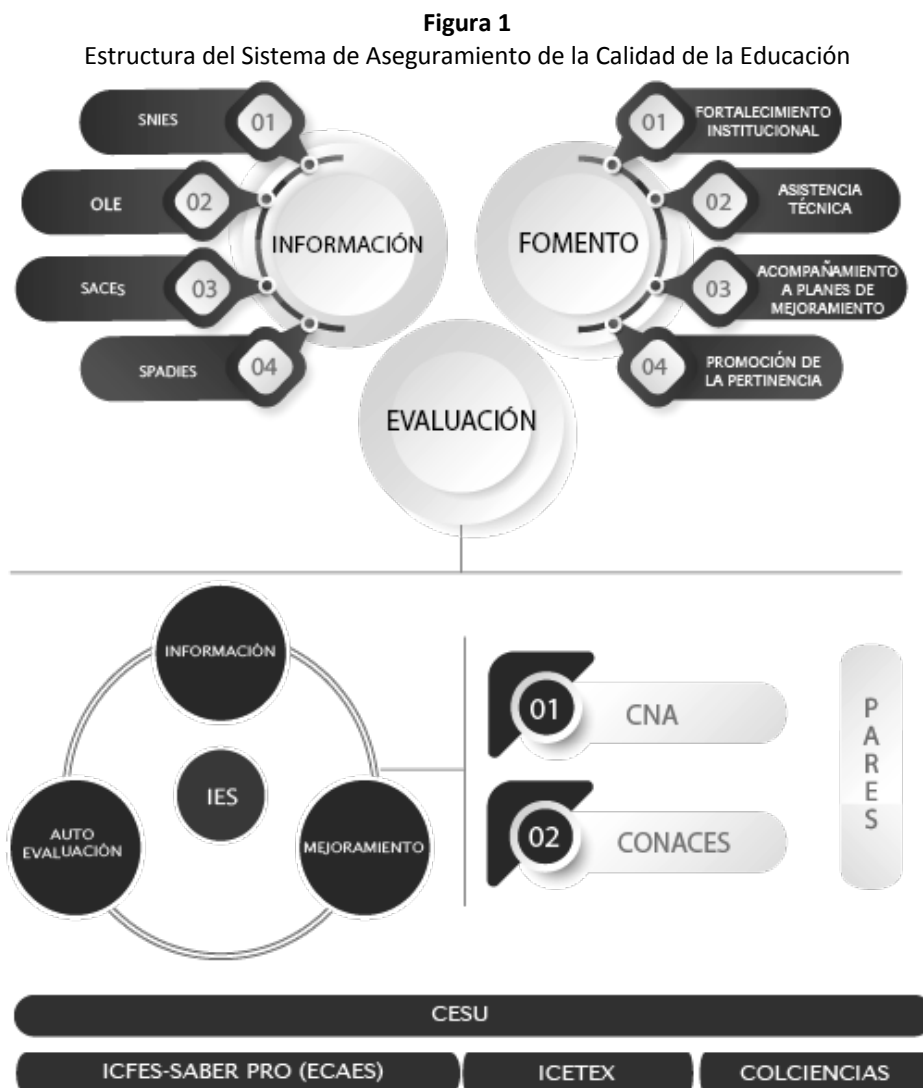 Figura 1
Estructura del Sistema de Aseguramiento de la Calidad de la Educación
SNIES
01
OLE
02
SACEs
03
SPADIES
04
INFORMACIÓN
FOMENTO
01
FORTALECIMIENTO
INSTITUCIONAL
02
ASISTENCIA
TÉCNICA
03
ACOMPAÑAMIENTO
A PLANES DE
MEJORAMIENTO
04
PROMOCIÓN DE
LA PERTINENCIA
EVALUACIÓN
INFORMACIÓN
IES
AUTO
EVALUACIÓN
MEJORAMIENTO
01
CNA
02
CONACES
P
A
R
E
S
CESU
ICFES-SABER PRO (ECAES)
ICETEX
COLCIENCIAS